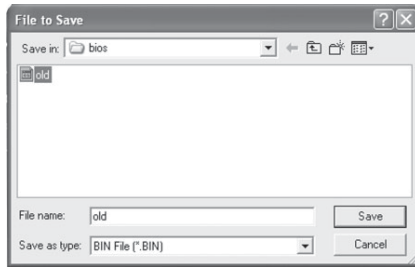 File to Save
Save in: bios
old
File name: old
Save
Save as type: BIN File (*.BIN)
Cancel